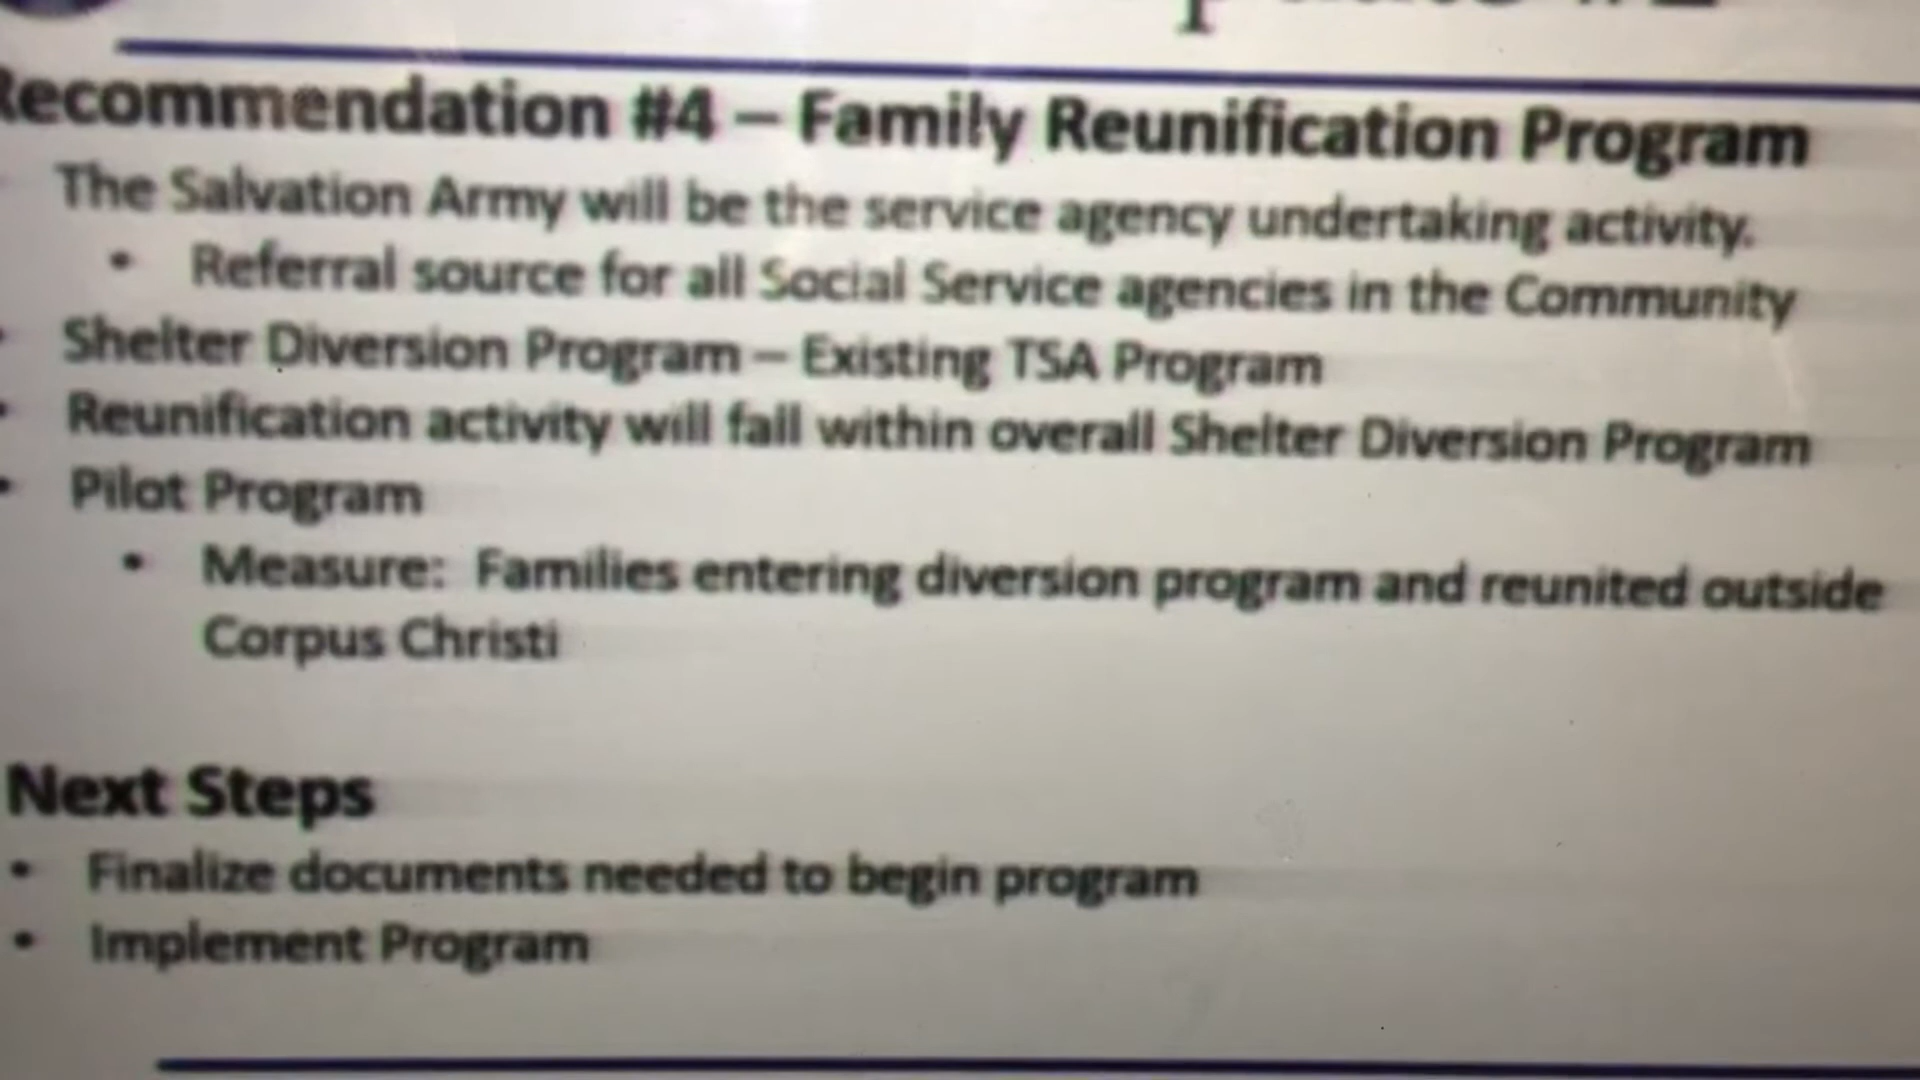 Recommendation #4 – Family Reunification Program
The Salvation Army will be the service agency undertaking activity.
• Referral source for all Social Service agencies in the Community
• Shelter Diversion Program – Existing TSA Program
• Reunification activity will fall within overall Shelter Diversion Program
• Pilot Program
• Measure: Families entering diversion program and reunited outside
Corpus Christi
Next Steps
• Finalize documents needed to begin program
• Implement Program